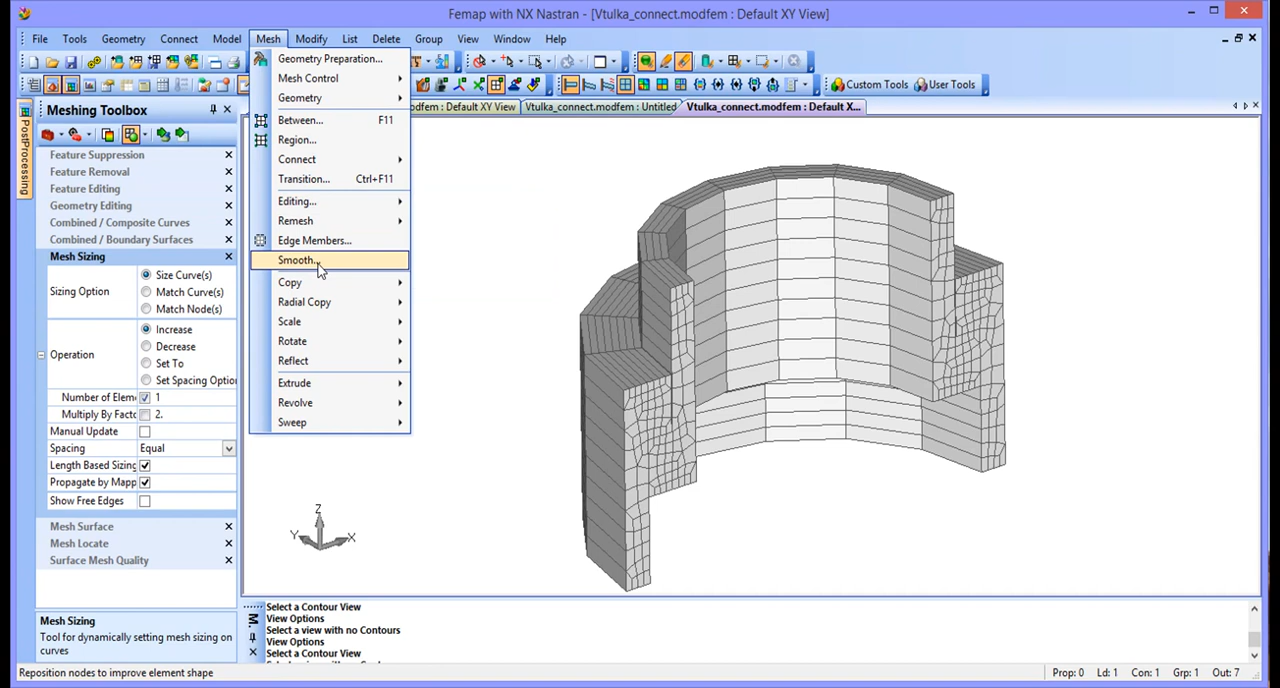 Femap with NX Nastran - [Vtulka_connect.modfem : Default XY View]
File Tools Geometry Connect Model Mesh Modify List Delete Group View Window Help
Custom Tools User Tools
Meshing Toolbox
PostProcessing
Feature Suppression
Feature Removal
Feature Editing
Geometry Editing
Combined / Composite Curves
Combined / Boundary Surfaces
Mesh Sizing
Sizing Option
Size Curve(s)
Match Curve(s)
Match Node(s)
Operation
Increase
Decrease
Set To
Set Spacing Optio
Number of Eleme 1
Multiply By Facto 2.
Manual Update
Spacing Equal
Length Based Sizing
Propagate by Mapp
Show Free Edges
Mesh Surface
Mesh Locate
Surface Mesh Quality
Mesh Sizing
Tool for dynamically setting mesh sizing on
curves
Geometry Preparation...
Mesh Control
Geometry
Between... F11
Region...
Connect
Transition... Ctrl+F11
Editing...
Remesh
Edge Members...
Smooth...
Copy
Radial Copy
Scale
Rotate
Reflect
Extrude
Revolve
Sweep
dfem : Default XY View Vtulka_connect.modfem : Untitled Vtulka_connect.modfem : Default X...
Z
Y X
Select a Contour View
View Options
Select a view with no Contours
View Options
Select a Contour View
Reposition nodes to improve element shape
Prop: 0 Ld: 1 Con: 1 Grp: 1 Out: 7